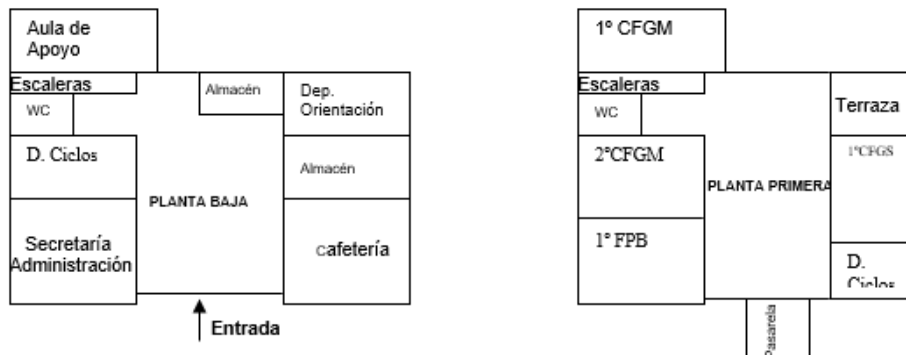 Aula de
Apoyo
Escaleras
WC
Almacén
Dep.
Orientación
D. Ciclos
Almacén
PLANTA BAJA
Secretaría
Administración
cafetería
Entrada
1º CFGM
Escaleras
WC
Terraza
2ºCFGM
1ºCFGS
PLANTA PRIMERA
1º FPB
D.
Ciclos
Pasarela